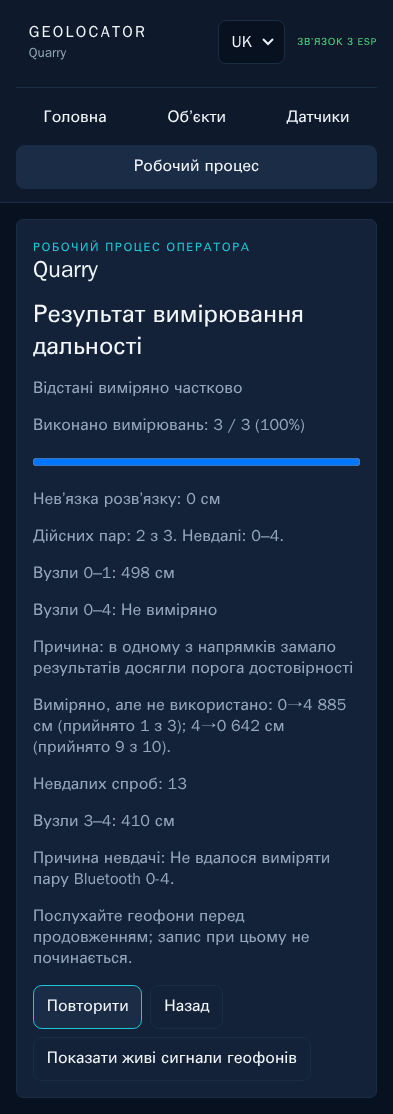 GEOLOCATOR
Quarry
UK
ЗВ'ЯЗОК З ESP
Головна
Об'єкти
Датчики
Робочий процес
РОБОЧИЙ ПРОЦЕС ОПЕРАТОРА
Quarry
Результат вимірювання
дальності
Відстані виміряно частково
Виконано вимірювань: 3 / 3 (100%)
Нев'язка розв'язку: 0 см
Дійсних пар: 2 з 3. Невдалі: 0–4.
Вузли 0–1: 498 см
Вузли 0–4: Не виміряно
Причина: в одному з напрямків замало
результатів досягли порога достовірності
Виміряно, але не використано: 0→4 885
см (прийнято 1 з 3); 4→0 642 см
(прийнято 9 з 10).
Невдалих спроб: 13
Вузли 3–4: 410 см
Причина невдачі: Не вдалося виміряти
пару Bluetooth 0-4.
Послухайте геофони перед
продовженням; запис при цьому не
починається.
Повторити
Назад
Показати живі сигнали геофонів